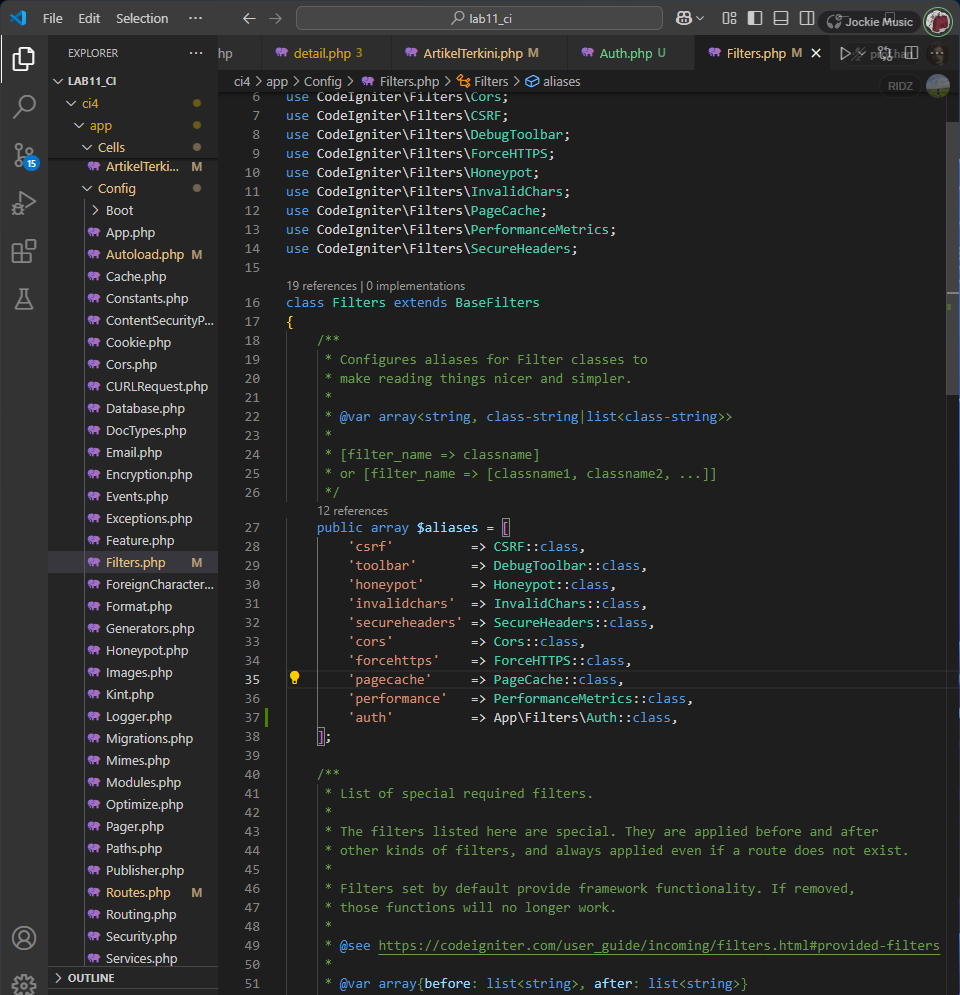 File Edit Selection ··· lab11_ci Jockie Music
EXPLORER ···
hp detail.php 3 ArtikelTerkini.php M Auth.php U Filters.php M
ci4 > app > Config > Filters.php > Filters > aliases
RIDZ
LAB11_CI
ci4
app
Cells
ArtikelTerki... M
Config
Boot
App.php
Autoload.php M
Cache.php
Constants.php
ContentSecurityP...
Cookie.php
Cors.php
CURLRequest.php
Database.php
DocTypes.php
Email.php
Encryption.php
Events.php
Exceptions.php
Feature.php
Filters.php M
ForeignCharacter...
Format.php
Generators.php
Honeypot.php
Images.php
Kint.php
Logger.php
Migrations.php
Mimes.php
Modules.php
Optimize.php
Pager.php
Paths.php
Publisher.php
Routes.php M
Routing.php
Security.php
Services.php
OUTLINE
15
6 use CodeIgniter\Filters\Cors;
7 use CodeIgniter\Filters\CSRF;
8 use CodeIgniter\Filters\DebugToolbar;
9 use CodeIgniter\Filters\ForceHTTPS;
10 use CodeIgniter\Filters\Honeypot;
11 use CodeIgniter\Filters\InvalidChars;
12 use CodeIgniter\Filters\PageCache;
13 use CodeIgniter\Filters\PerformanceMetrics;
14 use CodeIgniter\Filters\SecureHeaders;
15
19 references | 0 implementations
16 class Filters extends BaseFilters
17 {
18 /**
19 * Configures aliases for Filter classes to
20 * make reading things nicer and simpler.
21 *
22 * @var array<string, class-string|list<class-string>>
23 *
24 * [filter_name => classname]
25 * or [filter_name => [classname1, classname2, ...]]
26 */
12 references
27 public array $aliases = [
28 'csrf' => CSRF::class,
29 'toolbar' => DebugToolbar::class,
30 'honeypot' => Honeypot::class,
31 'invalidchars' => InvalidChars::class,
32 'secureheaders' => SecureHeaders::class,
33 'cors' => Cors::class,
34 'forcehttps' => ForceHTTPS::class,
35 'pagecache' => PageCache::class,
36 'performance' => PerformanceMetrics::class,
37 'auth' => App\Filters\Auth::class,
38 ];
39
40 /**
41 * List of special required filters.
42 *
43 * The filters listed here are special. They are applied before and after
44 * other kinds of filters, and always applied even if a route does not exist.
45 *
46 * Filters set by default provide framework functionality. If removed,
47 * those functions will no longer work.
48 *
49 * @see https://codeigniter.com/user_guide/incoming/filters.html#provided-filters
50 *
51 * @var array{before: list<string>, after: list<string>}